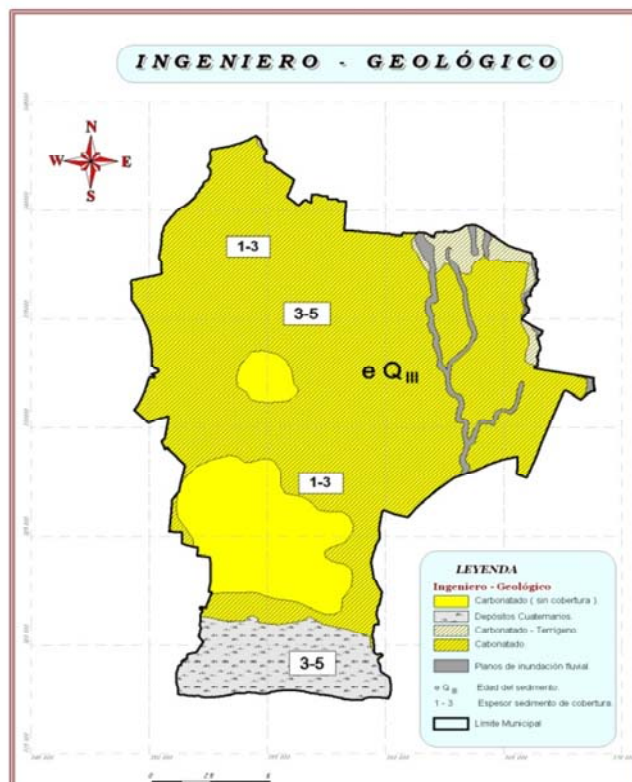 INGENIERO - GEOLÓGICO
N
W E
S
1-3
3-5
e Q III
1-3
3-5
LEYENDA
Ingeniero - Geológico
Carbonatado ( sin cobertura ).
Depósitos Cuaternarios.
Carbonatado - Terrígeno.
Cabonatado.
Planos de inundación fluvial.
e Q III Edad del sedimento.
1 - 3 Espesor sedimento de cobertura
Límite Municipal